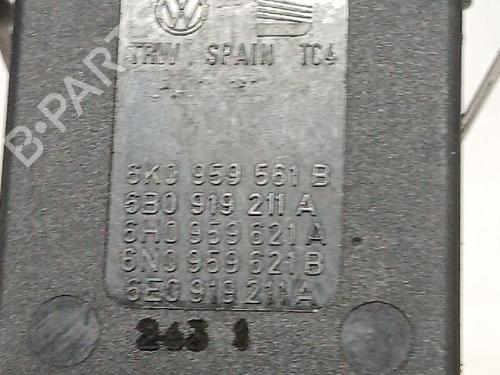 B-PARTS
TRW SPAIN TC4
6K0 959 561 B
6B0 919 211 A
6H0 959 621 A
6N0 959 621 B
6E0 919 211 A
243 1